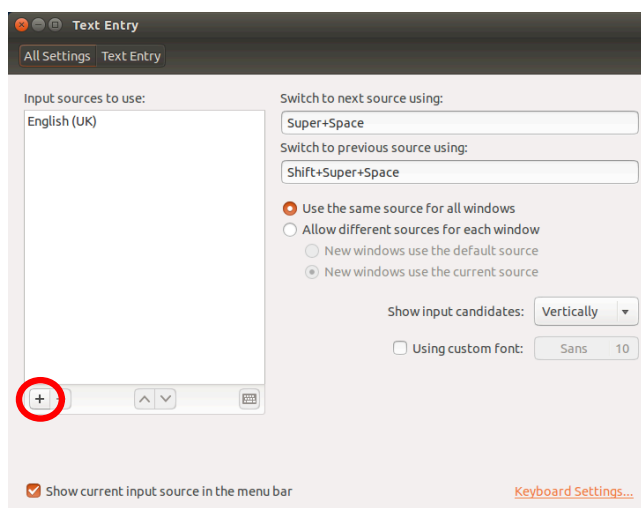 Text Entry
All Settings Text Entry
Input sources to use:
English (UK)
Switch to next source using:
Super+Space
Switch to previous source using:
Shift+Super+Space
Use the same source for all windows
Allow different sources for each window
New windows use the default source
New windows use the current source
Show input candidates: Vertically
Using custom font: Sans 10
Show current input source in the menu bar
Keyboard Settings...